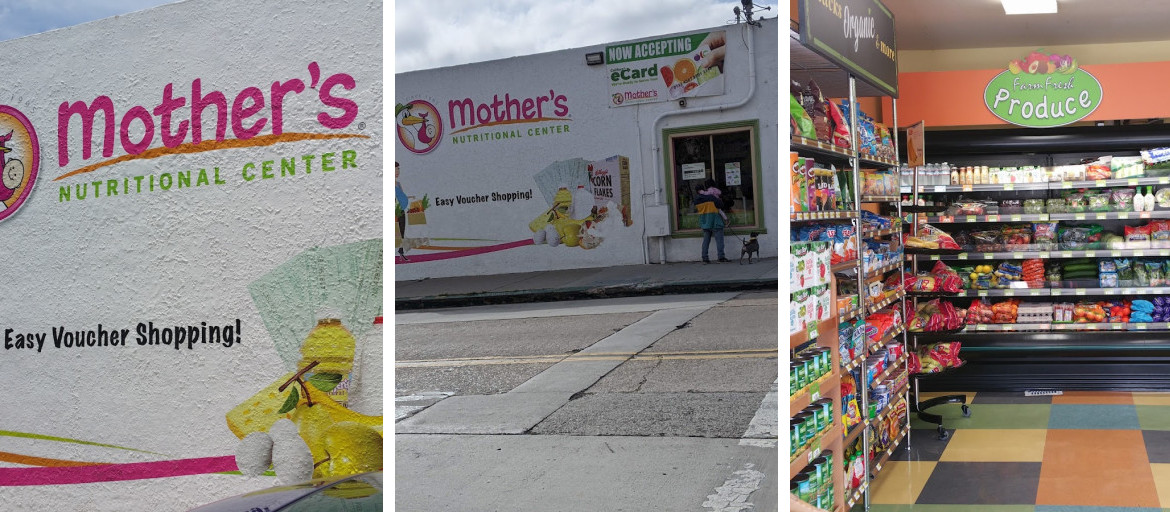 Mother's
NUTRITIONAL CENTER
Easy Voucher Shopping!
NOW ACCEPTING
eCard
Mother's
Mother's
NUTRITIONAL CENTER
Easy Voucher Shopping!
CORN
FLAKES
Organic
& more
Farm Fresh
Produce